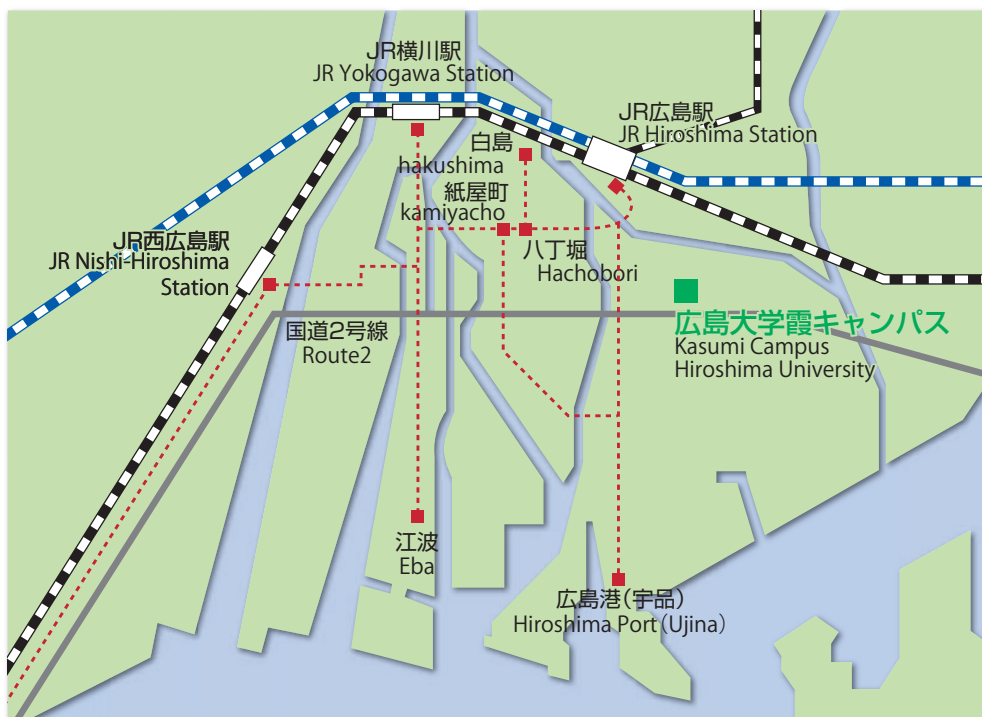 JR横川駅
JR Yokogawa Station
JR広島駅
JR Hiroshima Station
白島
hakushima
紙屋町
kamiyacho
八丁堀
Hachobori
JR西広島駅
JR Nishi-Hiroshima
Station
国道2号線
Route2
広島大学霞キャンパス
Kasumi Campus
Hiroshima University
江波
Eba
広島港(宇品)
Hiroshima Port (Ujina)